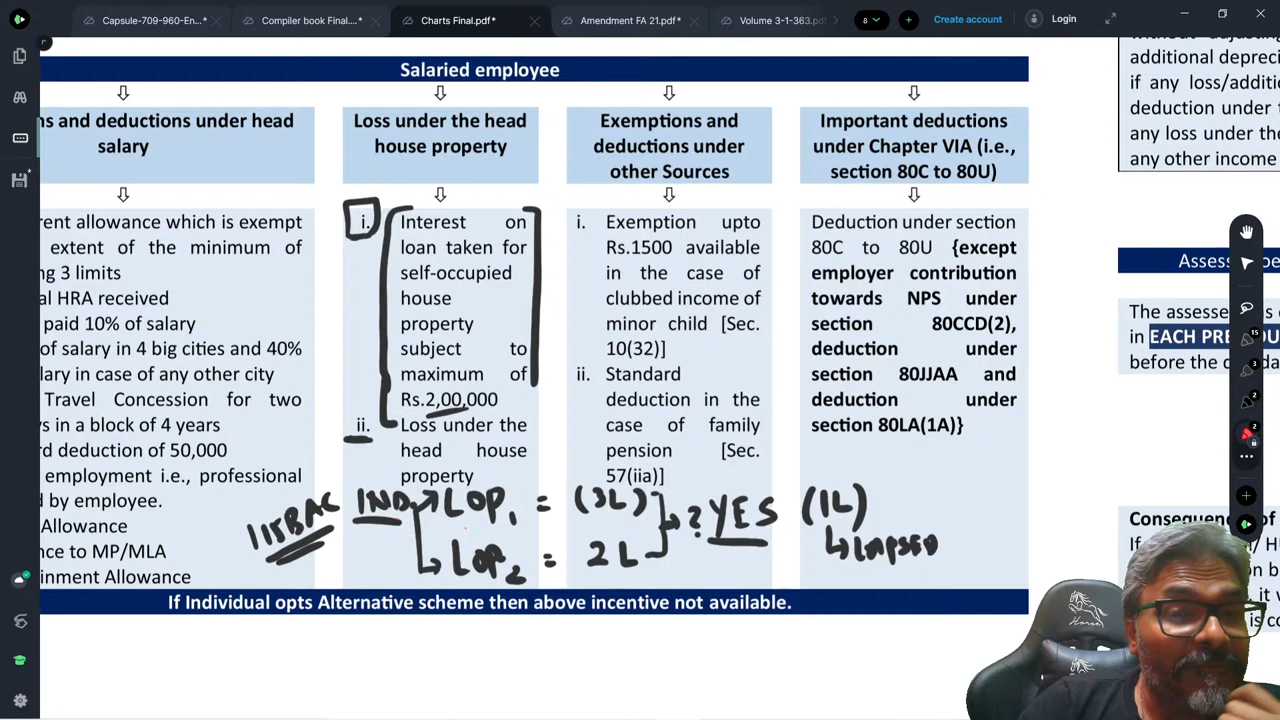 Capsule-709-960-En...*
Compiler book Final....*
Charts Final.pdf*
Amendment FA 21.pdf*
Volume 3-1-363.pdf
8
Create account
Login
Salaried employee
ns and deductions under head
salary
rent allowance which is exempt
extent of the minimum of
ng 3 limits
al HRA received
paid 10% of salary
of salary in 4 big cities and 40%
lary in case of any other city
Travel Concession for two
s in a block of 4 years
rd deduction of 50,000
employment i.e., professional
d by employee.
Allowance
nce to MP/MLA
inment Allowance
Loss under the head
house property
i. Interest on
loan taken for
self-occupied
house
property
subject to
maximum of
Rs.2,00,000
ii. Loss under the
head house
property
Exemptions and
deductions under
other Sources
i. Exemption upto
Rs.1500 available
in the case of
clubbed income of
minor child [Sec.
10(32)]
ii. Standard
deduction in the
case of family
pension [Sec.
57(iia)]
Important deductions
under Chapter VIA (i.e.,
section 80C to 80U)
Deduction under section
80C to 80U {except
employer contribution
towards NPS under
section 80CCD(2),
deduction under
section 80JJAA and
deduction under
section 80LA(1A)}
115BAC IND LOP1 = (3L) ? YES (1L)
LOP2 = 2L LAPSED
If Individual opts Alternative scheme then above incentive not available.
additional depreci
if any loss/additi
deduction under
any loss under the
any other income
Asses
The assesse
in EACH PRE
before the d
Consequence of
If
15
3
2
2
Horse